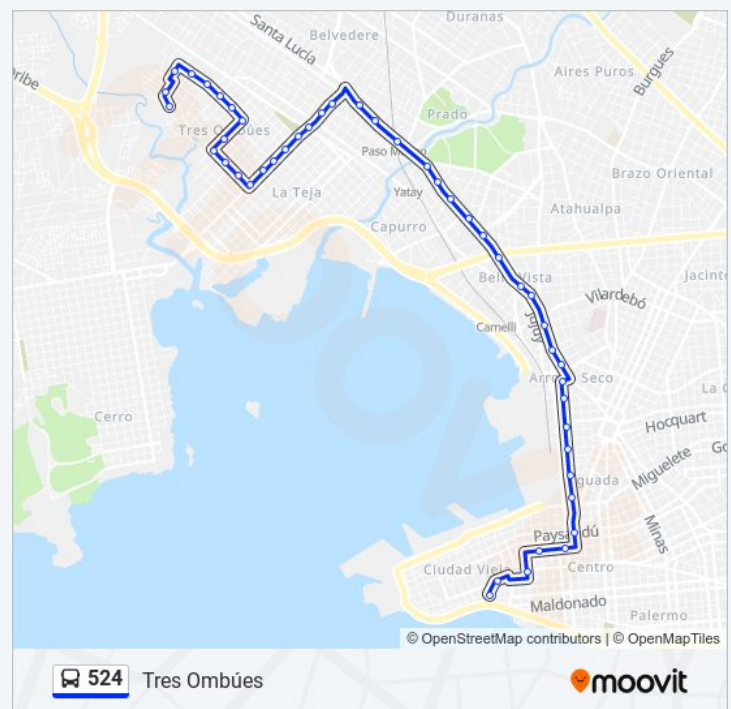 Duranas
Santa Lucía
Belvedere
Burgues
Aires Puros
aribe
Prado
Tres Ombúes
Paso Molino
Brazo Oriental
La Teja
Yatay
Atahualpa
Capurro
Bella Vista
Jacinto
Vilardebó
Jujuy
Carnelli
Arroyo Seco
La C
Cerro
Hocquart
Go
Miguelete
Aguada
Minas
Paysandú
Ciudad Vieja
Centro
Maldonado
Palermo
© OpenStreetMap contributors | © OpenMapTiles
524 Tres Ombúes
moovit